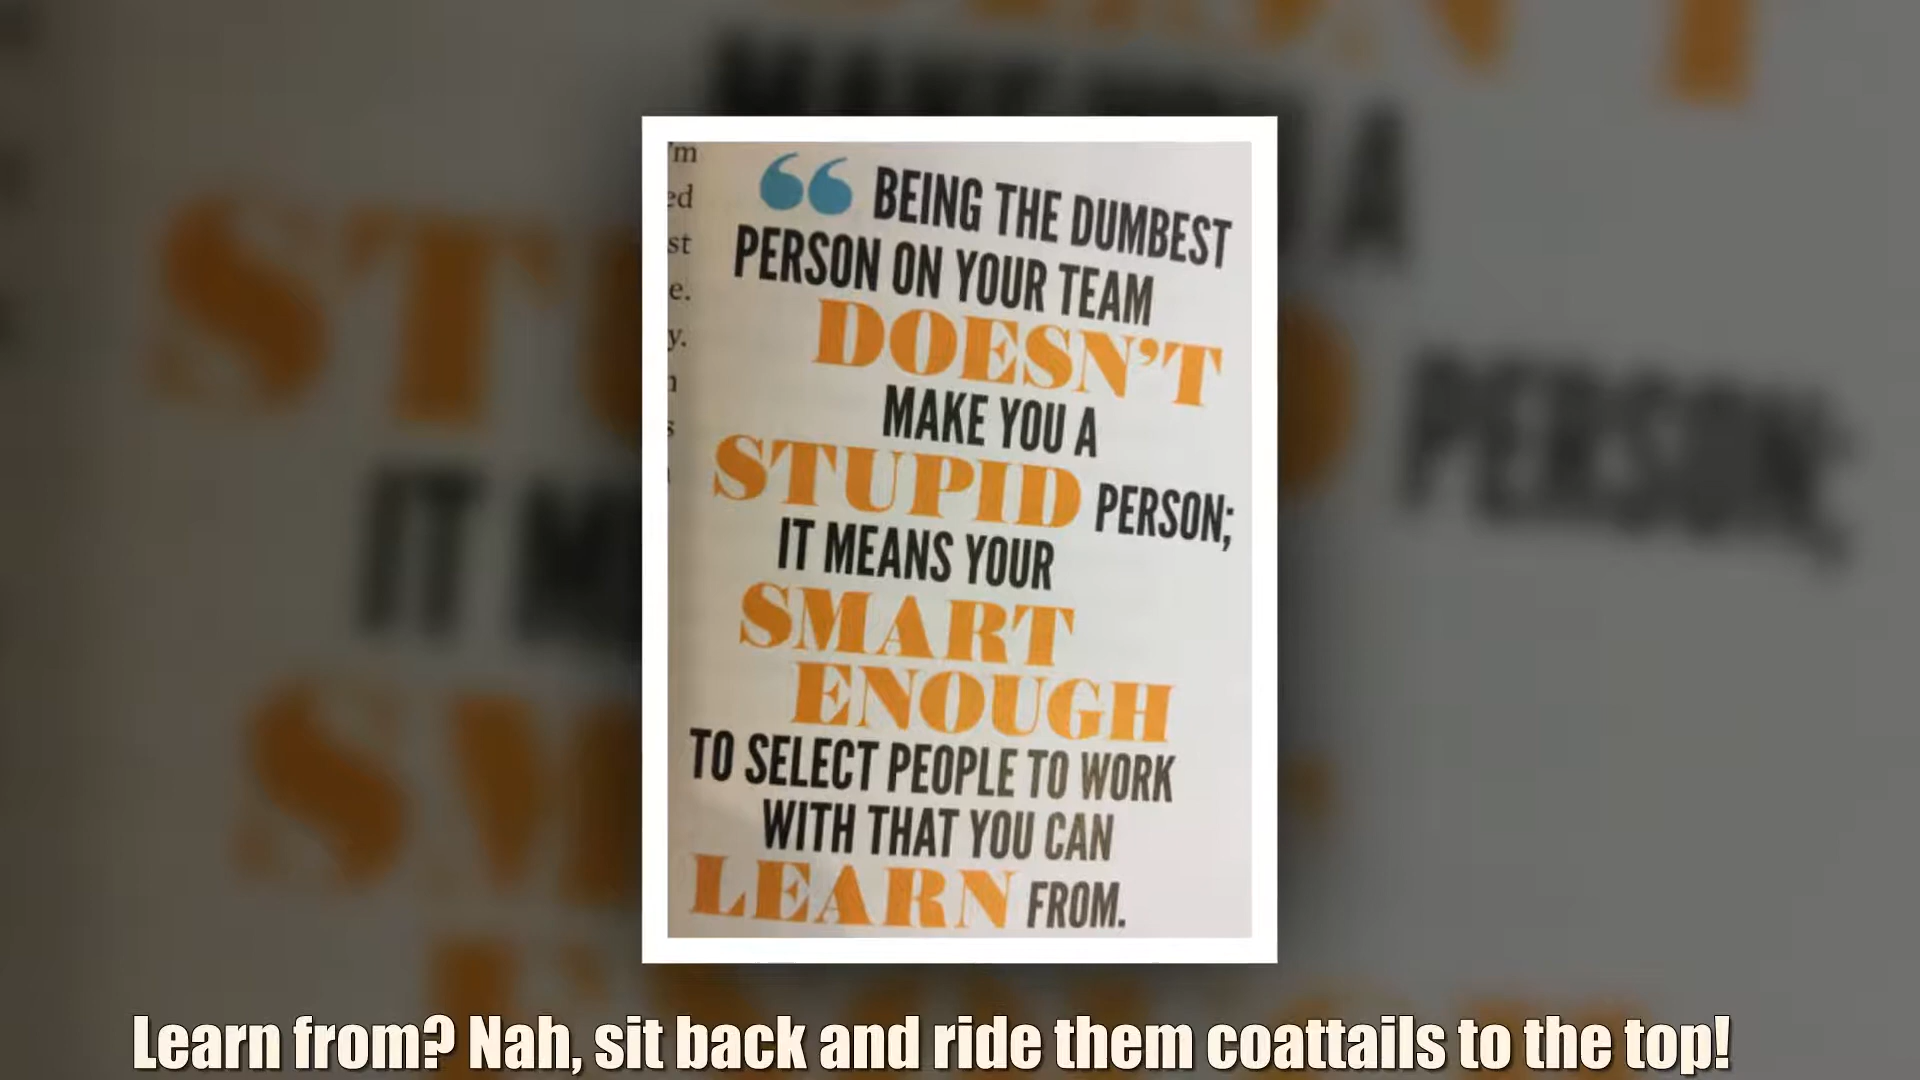 'm
ed
st
e.
y.
s
“ BEING THE DUMBEST
PERSON ON YOUR TEAM
DOESN'T
MAKE YOU A
STUPID PERSON;
IT MEANS YOUR
SMART
ENOUGH
TO SELECT PEOPLE TO WORK
WITH THAT YOU CAN
LEARN FROM.
Learn from? Nah, sit back and ride them coattails to the top!